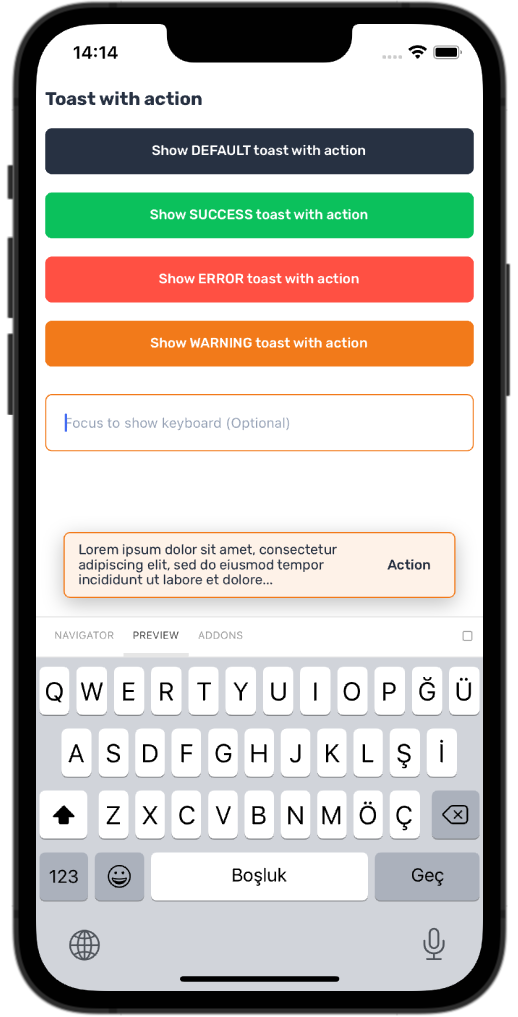 14:14
Toast with action
Show DEFAULT toast with action
Show SUCCESS toast with action
Show ERROR toast with action
Show WARNING toast with action
Focus to show keyboard (Optional)
Lorem ipsum dolor sit amet, consectetur
adipiscing elit, sed do eiusmod tempor
incididunt ut labore et dolore...
Action
NAVIGATOR PREVIEW ADDONS
Q W E R T Y U I O P Ğ Ü
A S D F G H J K L Ş İ
Z X C V B N M Ö Ç
123 Boşluk Geç